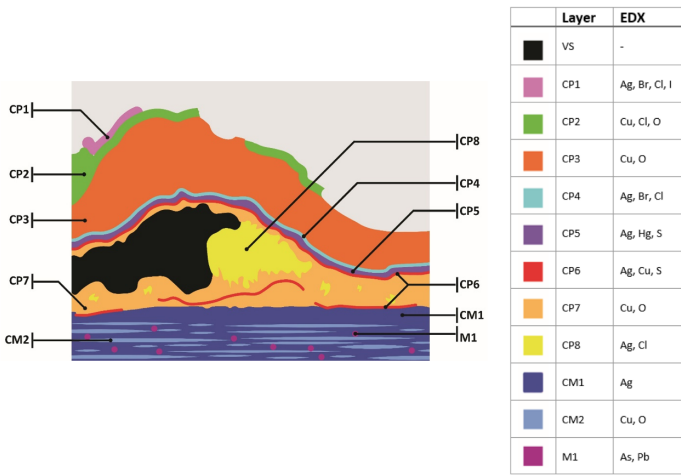 CP1
CP2
CP3
CP7
CM2
CP8
CP4
CP5
CP6
CM1
M1
Layer EDX
VS -
CP1 Ag, Br, Cl, I
CP2 Cu, Cl, O
CP3 Cu, O
CP4 Ag, Br, Cl
CP5 Ag, Hg, S
CP6 Ag, Cu, S
CP7 Cu, O
CP8 Ag, Cl
CM1 Ag
CM2 Cu, O
M1 As, Pb